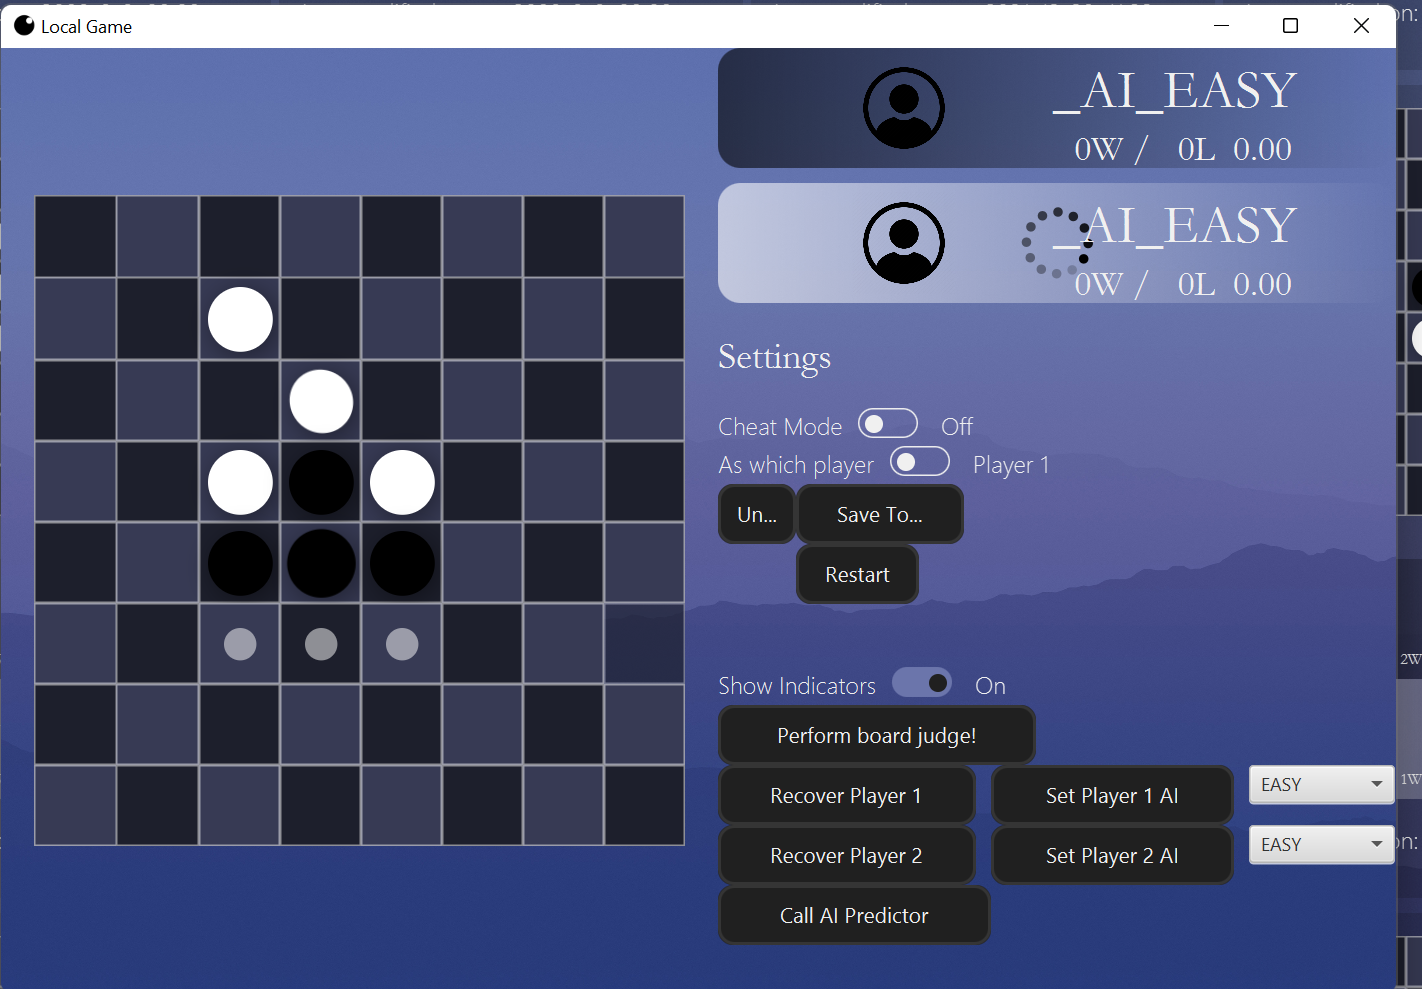 Local Game
_AI_EASY
0W / 0L 0.00
_AI_EASY
0W / 0L 0.00
Settings
Cheat Mode Off
As which player Player 1
Un... Save To...
Restart
Show Indicators On
Perform board judge!
Recover Player 1 Set Player 1 AI EASY
Recover Player 2 Set Player 2 AI EASY
Call AI Predictor
on:
2W
1W
on: